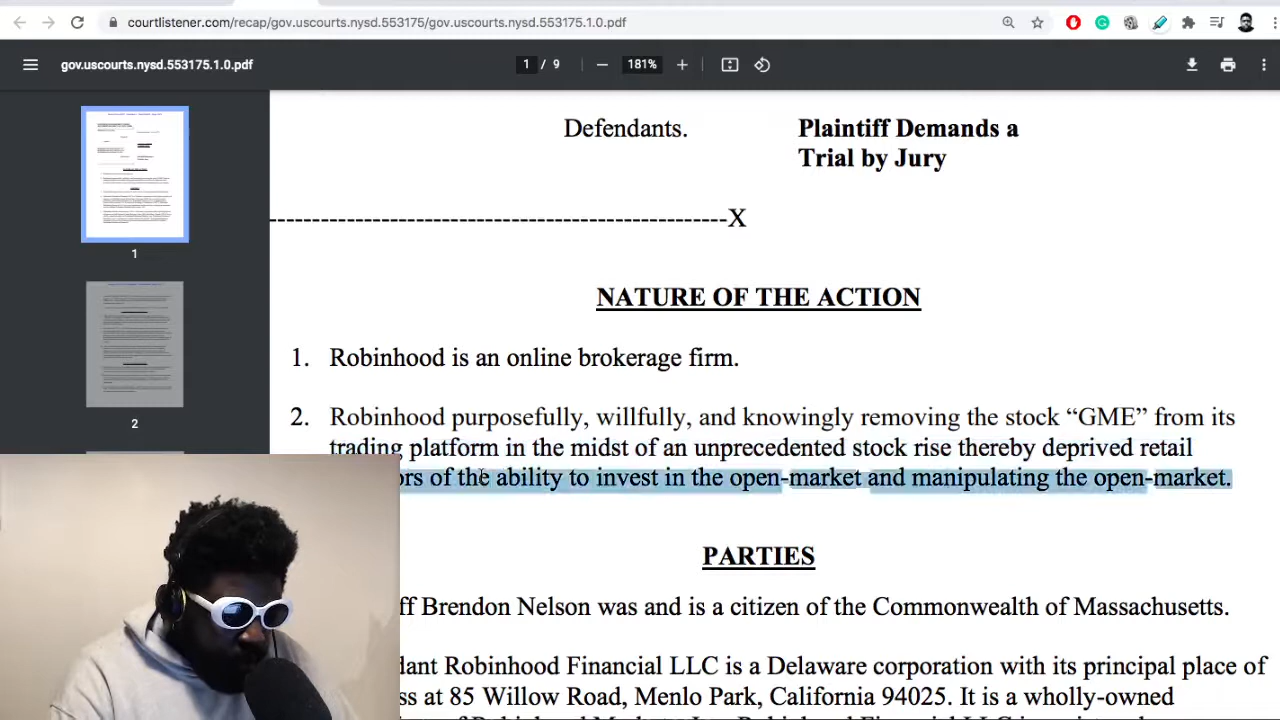 courtlistener.com/recap/gov.uscourts.nysd.553175/gov.uscourts.nysd.553175.1.0.pdf
gov.uscourts.nysd.553175.1.0.pdf
1 / 9
181%
Defendants.
Plaintiff Demands a
Trial by Jury
-------------------------------------------------------X
NATURE OF THE ACTION
1. Robinhood is an online brokerage firm.
2. Robinhood purposefully, willfully, and knowingly removing the stock “GME” from its
trading platform in the midst of an unprecedented stock rise thereby deprived retail
ors of the ability to invest in the open-market and manipulating the open-market.
PARTIES
ff Brendon Nelson was and is a citizen of the Commonwealth of Massachusetts.
dant Robinhood Financial LLC is a Delaware corporation with its principal place of
ss at 85 Willow Road, Menlo Park, California 94025. It is a wholly-owned
1
2